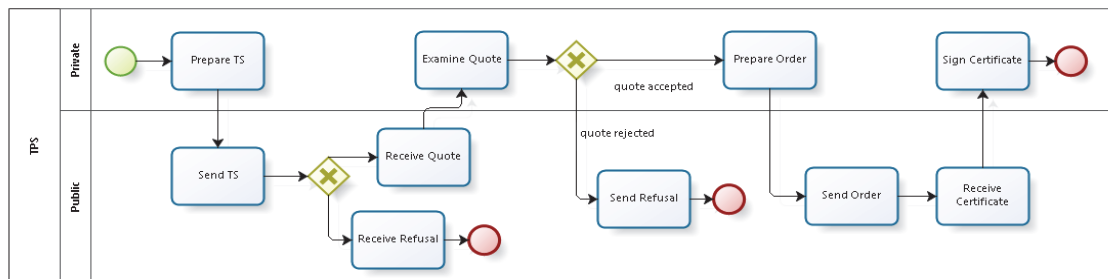 TPS
Private
Prepare TS
Examine Quote
quote accepted
Prepare Order
Sign Certificate
Public
Send TS
Receive Quote
Receive Refusal
quote rejected
Send Refusal
Send Order
Receive
Certificate